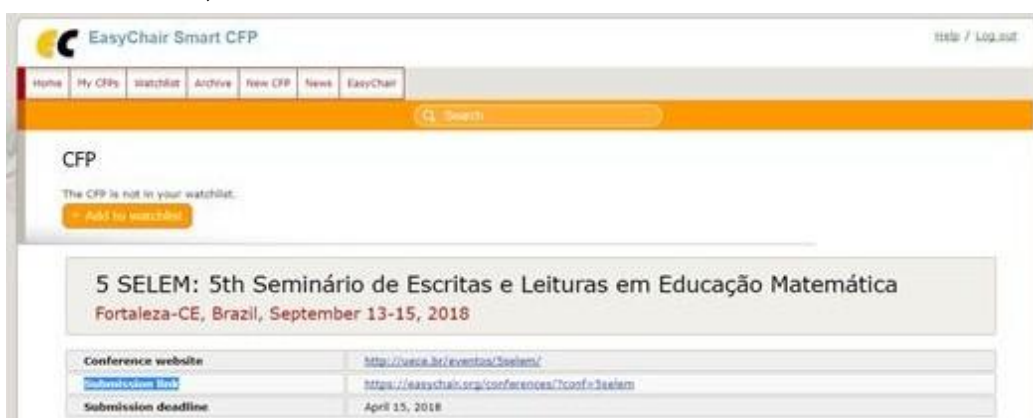 EasyChair Smart CFP
Help / Log out
Home My CFPs Watchlist Archive New CFP News EasyChair
Search
CFP
The CFP is not in your watchlist.
+ Add to watchlist
5 SELEM: 5th Seminário de Escritas e Leituras em Educação Matemática
Fortaleza-CE, Brazil, September 13-15, 2018
Conference website http://uece.br/eventos/5selem/
Submission link https://easychair.org/conferences/?conf=5selem
Submission deadline April 15, 2018